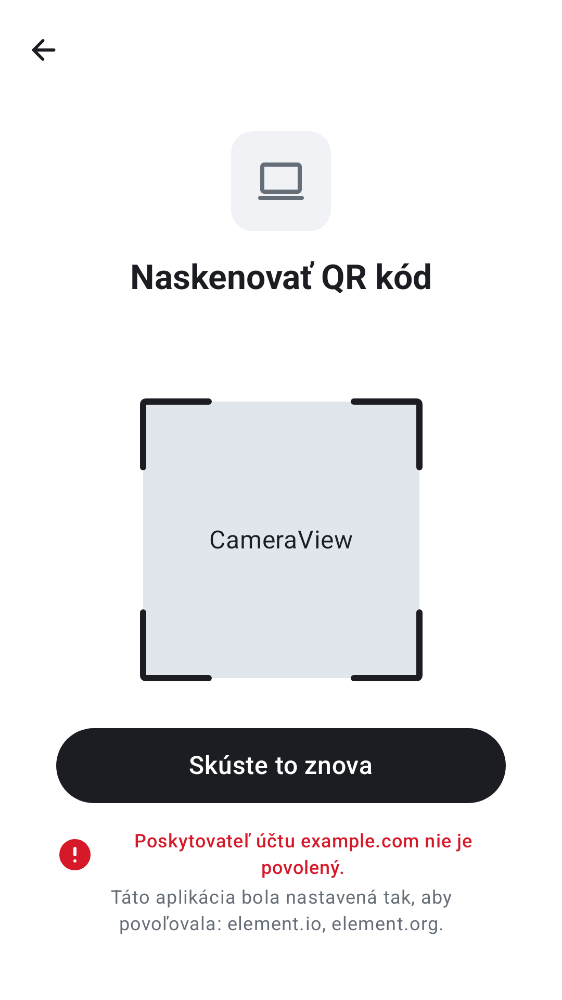 Naskenovať QR kód
CameraView
Skúste to znova
Poskytovateľ účtu example.com nie je
povolený.
Táto aplikácia bola nastavená tak, aby
povoľovala: element.io, element.org.